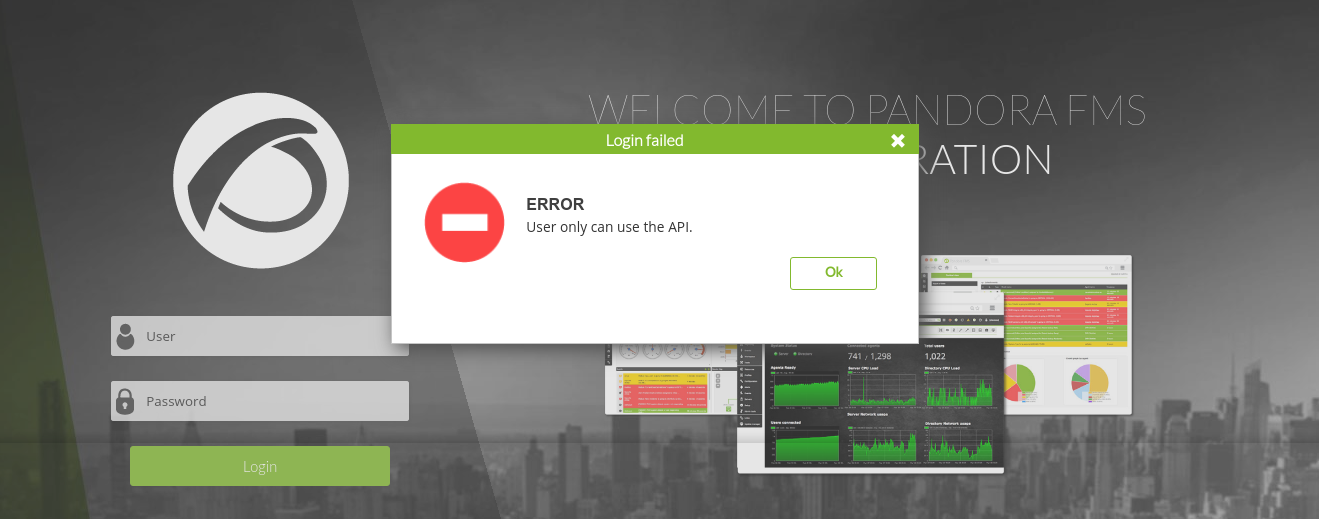 WELCOME TO PANDORA FMS
RATION
Login failed
ERROR
User only can use the API.
Ok
User
Password
Login
741 / 1,298
Total users
1,022
Agents Ready
Server CPU Load
Directory CPU Load
Users connected
Server Network usage
Directory Network usage